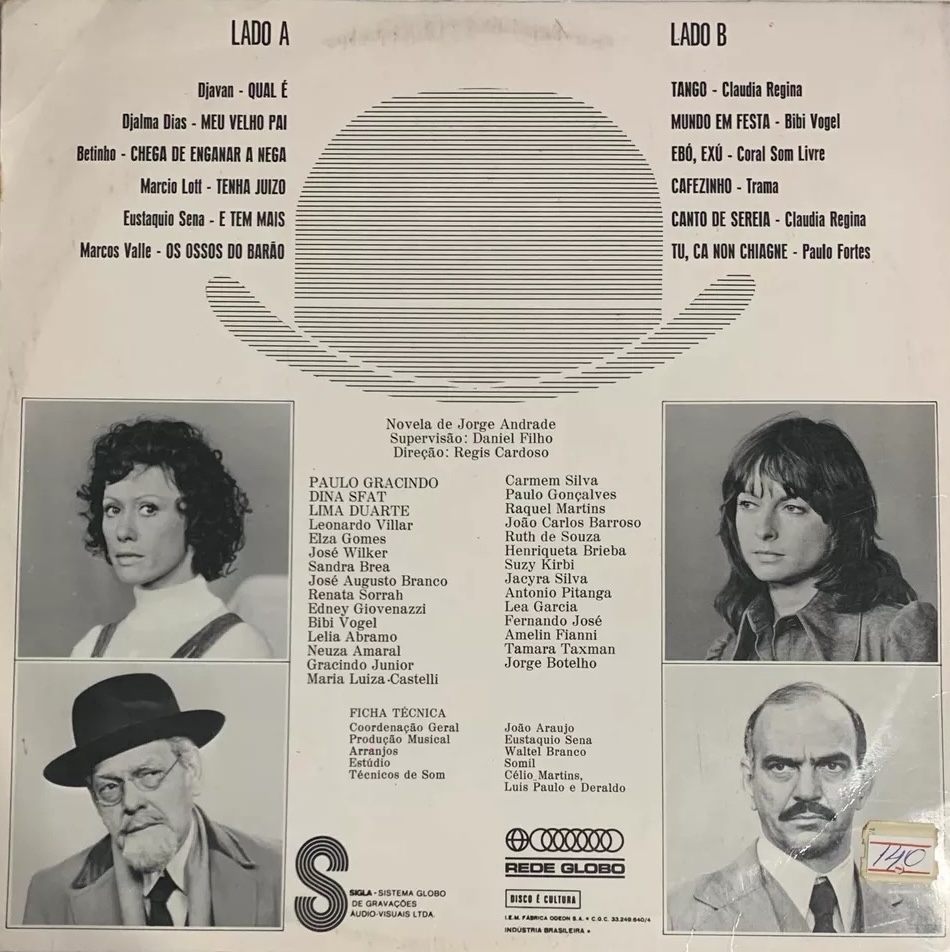 LADO A
Djavan - QUAL É
Djalma Dias - MEU VELHO PAI
Betinho - CHEGA DE ENGANAR A NEGA
Marcio Lott - TENHA JUIZO
Eustaquio Sena - E TEM MAIS
Marcos Valle - OS OSSOS DO BARÃO
LADO B
TANGO - Claudia Regina
MUNDO EM FESTA - Bibi Vogel
EBÓ, EXÚ - Coral Som Livre
CAFEZINHO - Trama
CANTO DE SEREIA - Claudia Regina
TU, CA NON CHIAGNE - Paulo Fortes
Novela de Jorge Andrade
Supervisão: Daniel Filho
Direção: Regis Cardoso
PAULO GRACINDO
DINA SFAT
LIMA DUARTE
Leonardo Villar
Elza Gomes
José Wilker
Sandra Brea
José Augusto Branco
Renata Sorrah
Edney Giovenazzi
Bibi Vogel
Lelia Abramo
Neuza Amaral
Gracindo Junior
Maria Luiza-Castelli
Carmem Silva
Paulo Gonçalves
Raquel Martins
João Carlos Barroso
Ruth de Souza
Henriqueta Brieba
Suzy Kirbi
Jacyra Silva
Antonio Pitanga
Lea Garcia
Fernando José
Amelin Fianni
Tamara Taxman
Jorge Botelho
FICHA TÉCNICA
Coordenação Geral João Araujo
Produção Musical Eustaquio Sena
Arranjos Waltel Branco
Estúdio Somil
Técnicos de Som Célio Martins,
Luis Paulo e Deraldo
SIGLA - SISTEMA GLOBO
DE GRAVAÇÕES
ÁUDIO-VISUAIS LTDA.
REDE GLOBO
DISCO É CULTURA
I.E.M. FÁBRICA ODEON S.A. • C.G.C. 33.249.640/4
INDÚSTRIA BRASILEIRA •
140